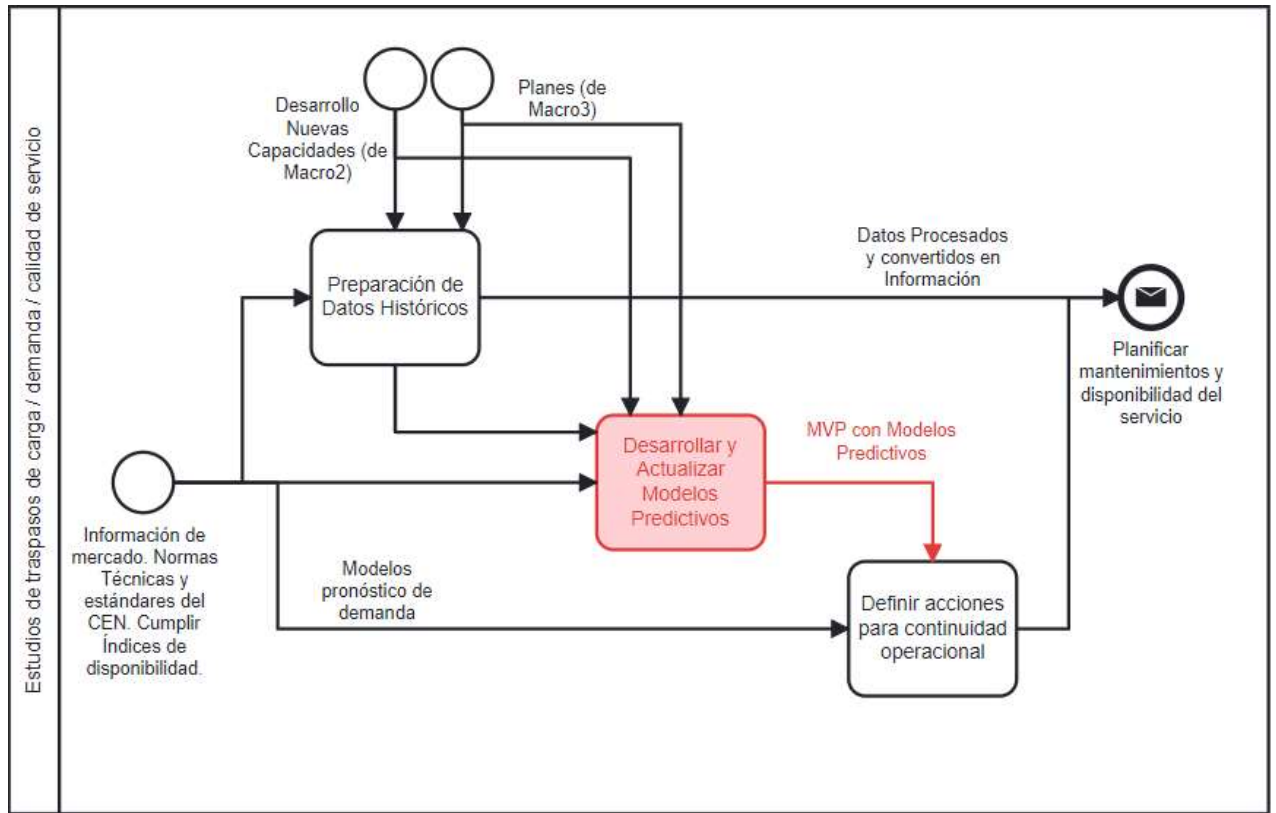 Estudios de traspasos de carga / demanda / calidad de servicio
Desarrollo
Nuevas
Capacidades (de
Macro2)
Planes (de
Macro3)
Preparación de
Datos Históricos
Datos Procesados
y convertidos en
Información
Planificar
mantenimientos y
disponibilidad del
servicio
Desarrollar y
Actualizar
Modelos
Predictivos
MVP con Modelos
Predictivos
Información de
mercado. Normas
Técnicas y
estándares del
CEN. Cumplir
Índices de
disponibilidad.
Modelos
pronóstico de
demanda
Definir acciones
para continuidad
operacional